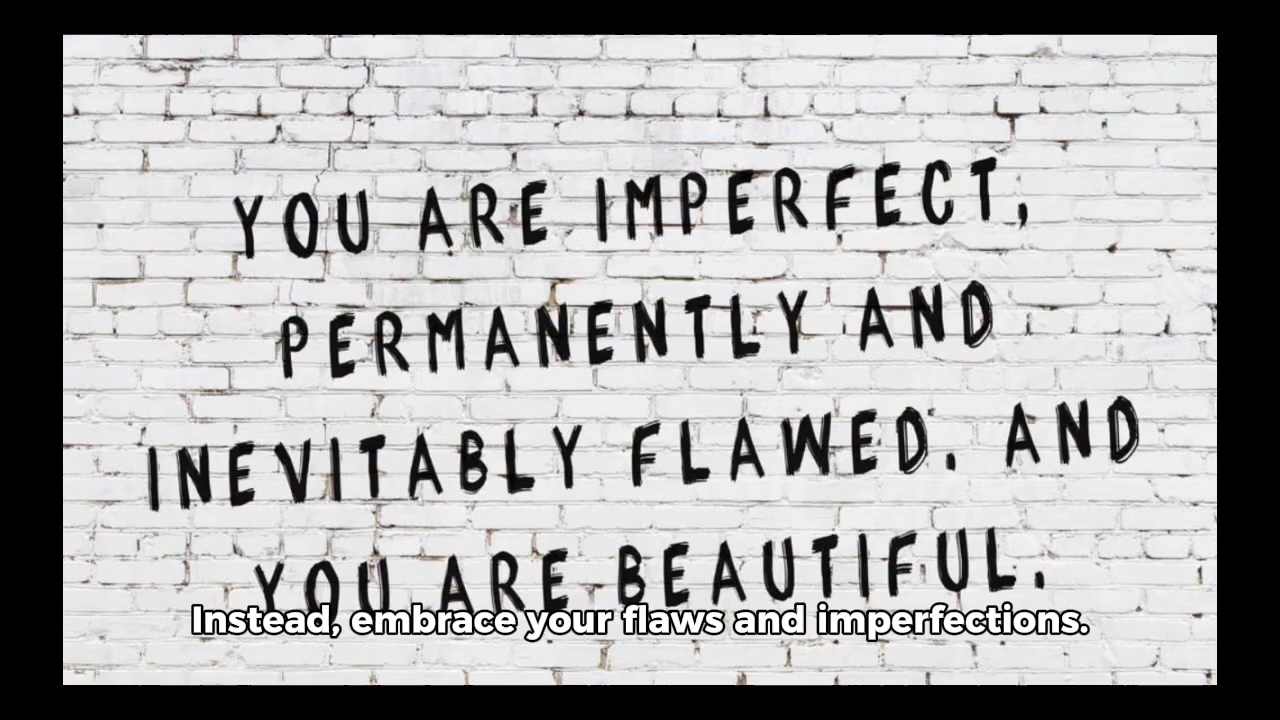 YOU ARE IMPERFECT,
PERMANENTLY AND
INEVITABLY FLAWED. AND
YOU ARE BEAUTIFUL.
Instead, embrace your flaws and imperfections.